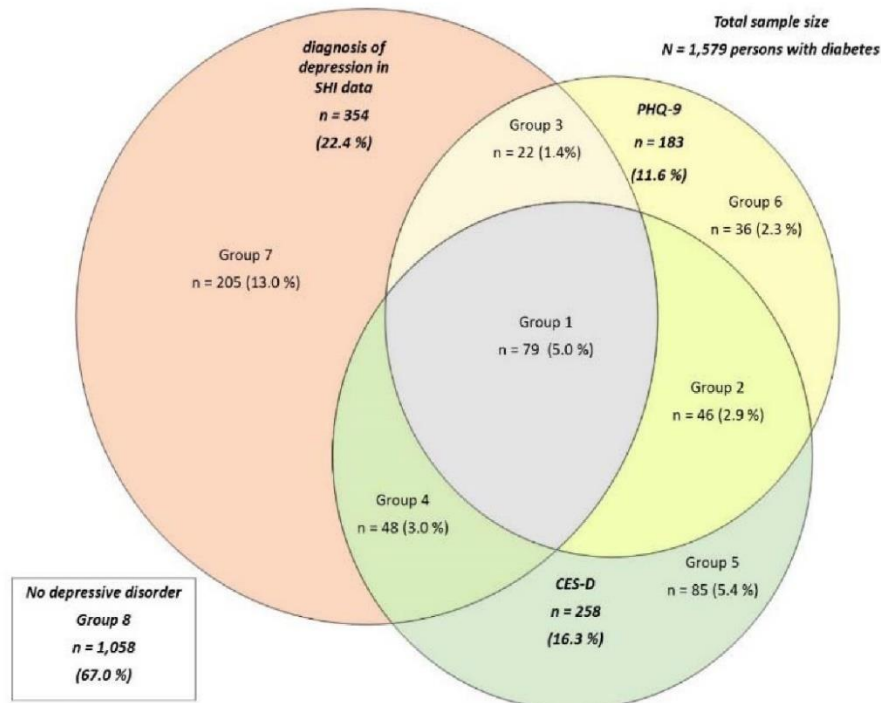 Total sample size
N = 1,579 persons with diabetes
diagnosis of
depression in
SHI data
n = 354
(22.4 %)
PHQ-9
n = 183
(11.6 %)
Group 3
n = 22 (1.4%)
Group 6
n = 36 (2.3 %)
Group 7
n = 205 (13.0 %)
Group 1
n = 79 (5.0 %)
Group 2
n = 46 (2.9 %)
Group 4
n = 48 (3.0 %)
Group 5
n = 85 (5.4 %)
CES-D
n = 258
(16.3 %)
No depressive disorder
Group 8
n = 1,058
(67.0 %)